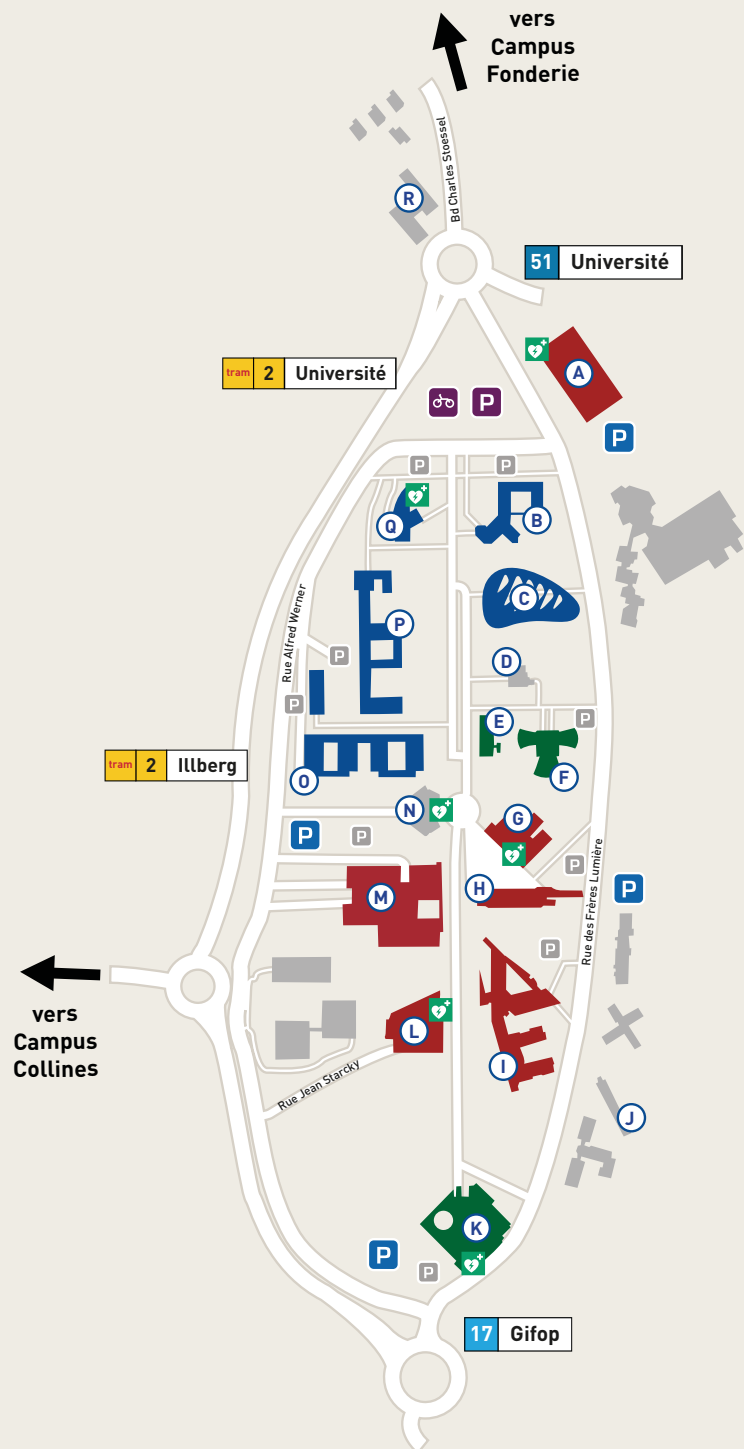 vers
Campus
Fonderie
Bd Charles Stoessel
R
51 Université
A
tram 2 Université
P
P
P
P
Q
B
C
P
Rue Alfred Werner
P
D
P
E
P
F
tram 2 Illberg
O
N
G
P
P
P
H
P
M
Rue des Frères Lumière
P
vers
Campus
Collines
L
I
Rue Jean Starcky
J
K
P
P
17 Gifop